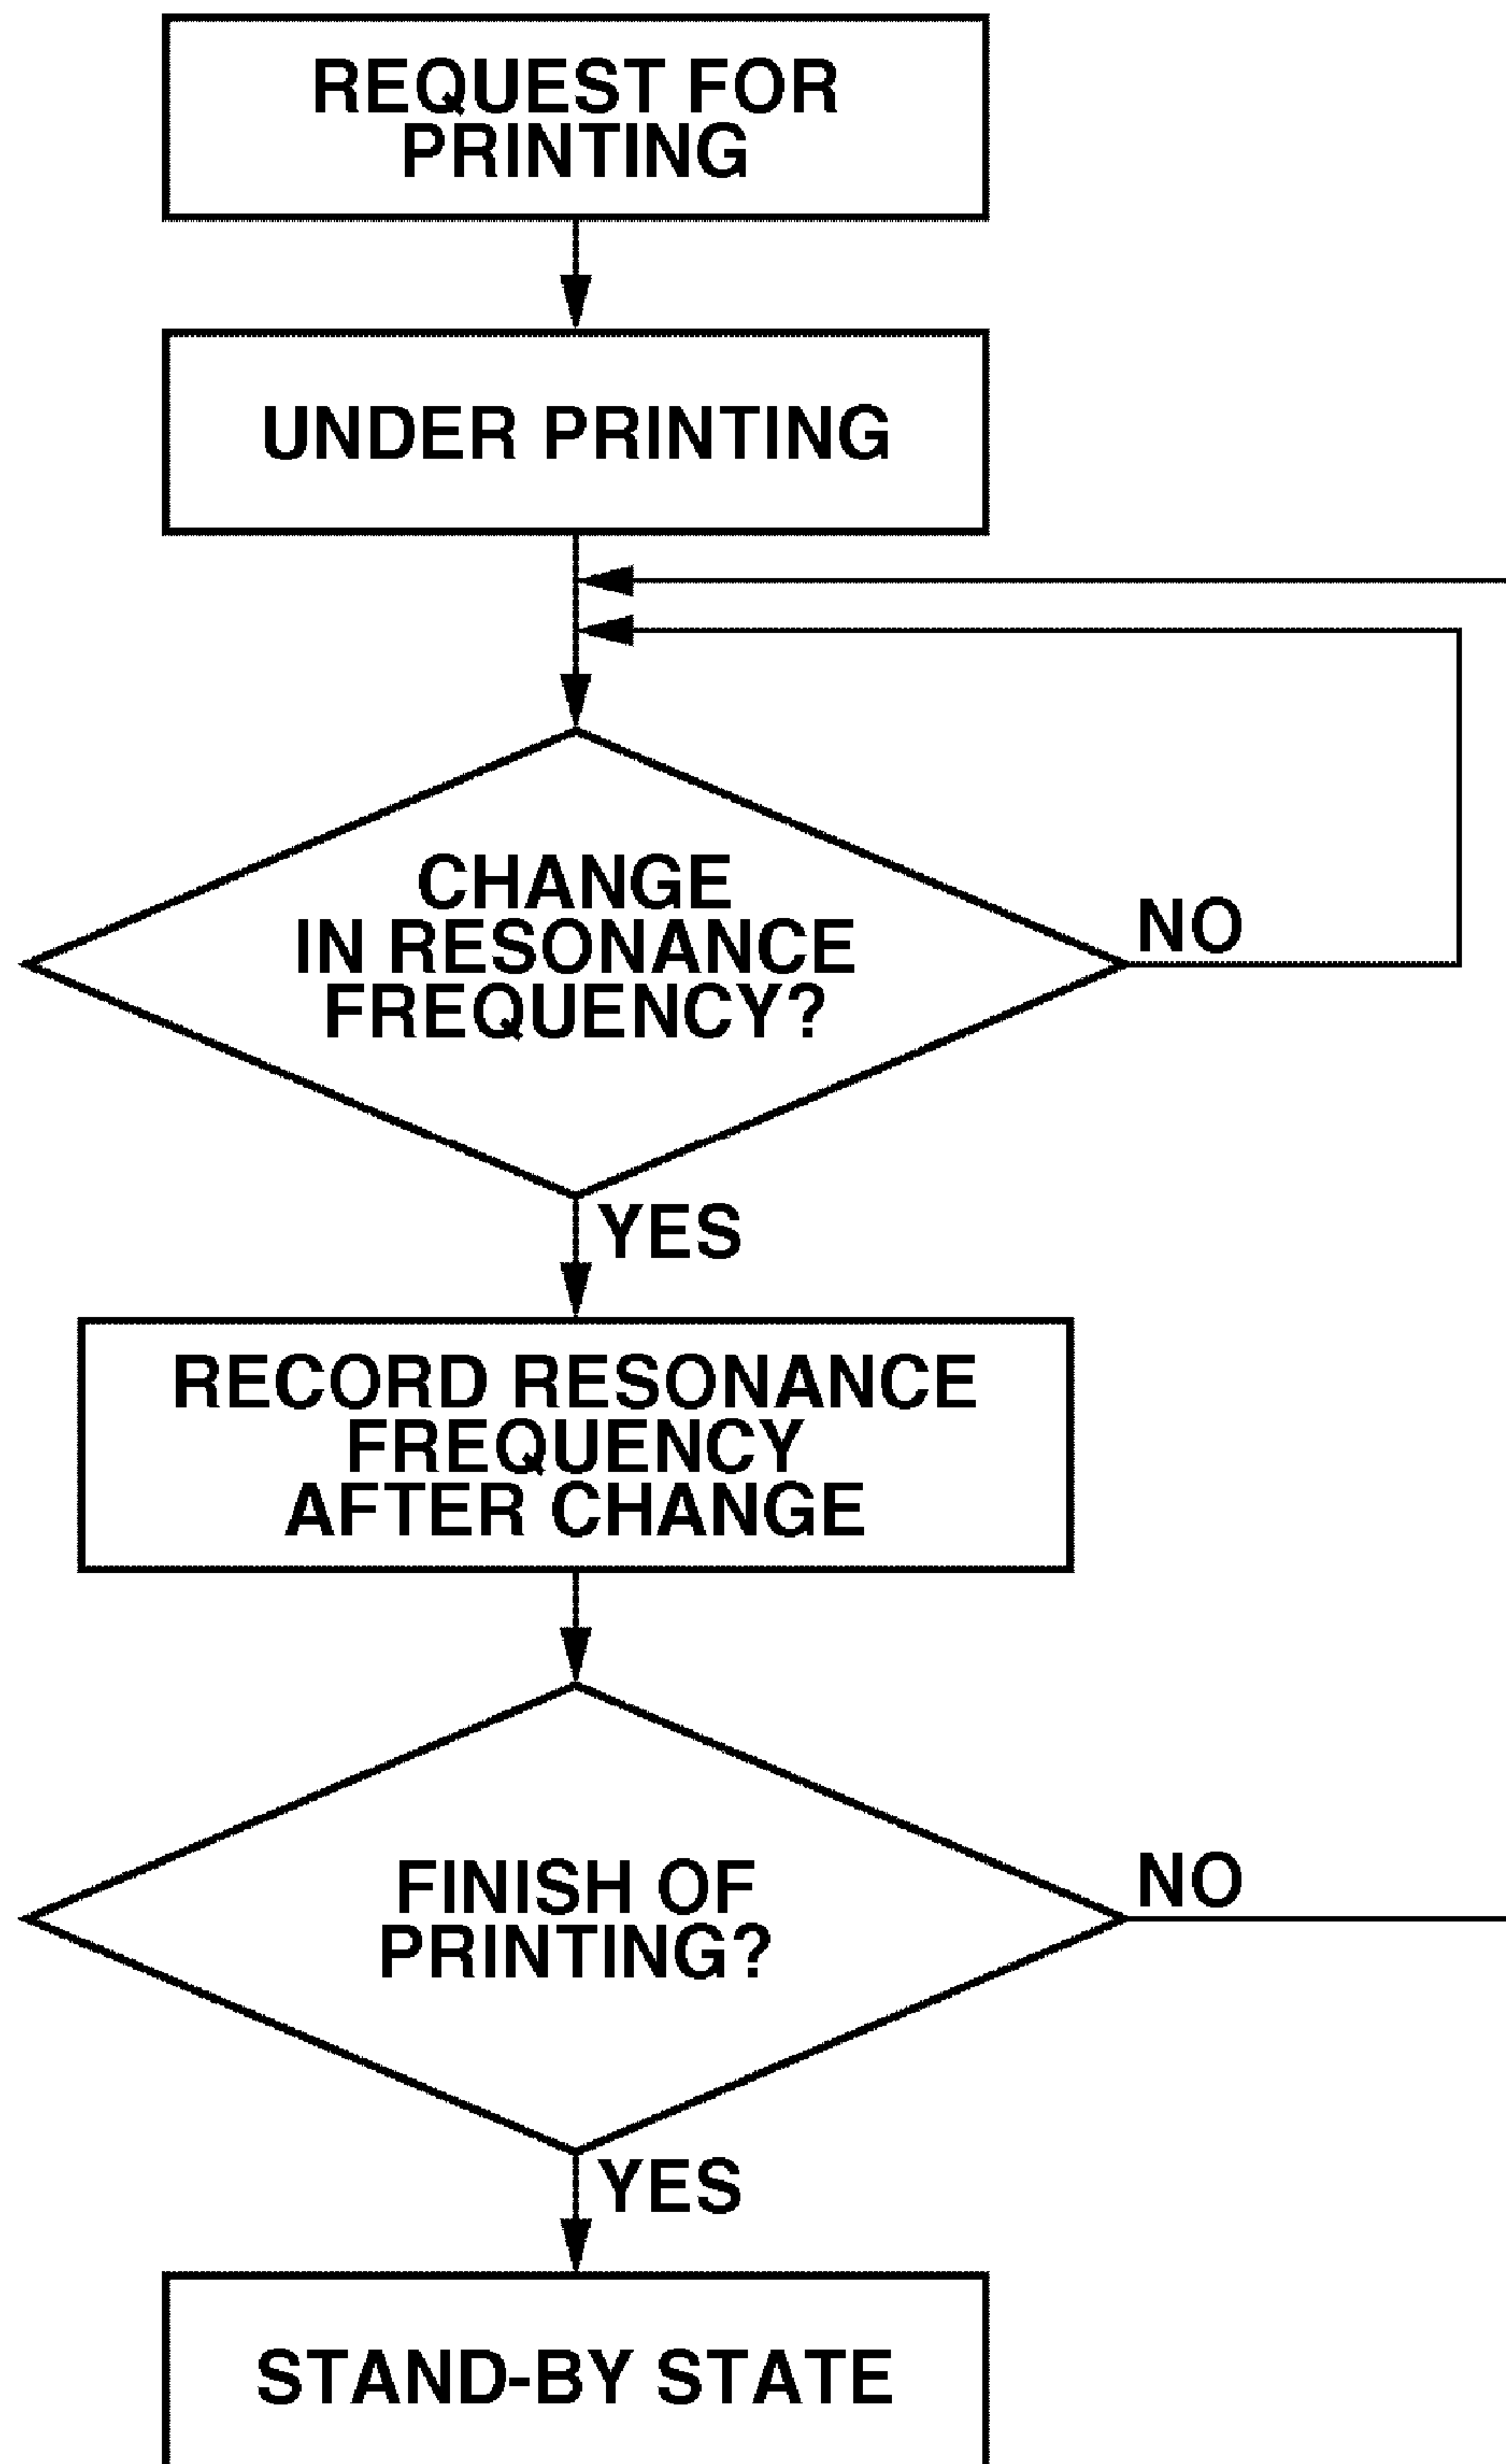 REQUEST FOR
PRINTING
UNDER PRINTING
CHANGE
IN RESONANCE
FREQUENCY?
NO
YES
RECORD RESONANCE
FREQUENCY
AFTER CHANGE
FINISH OF
PRINTING?
NO
YES
STAND-BY STATE